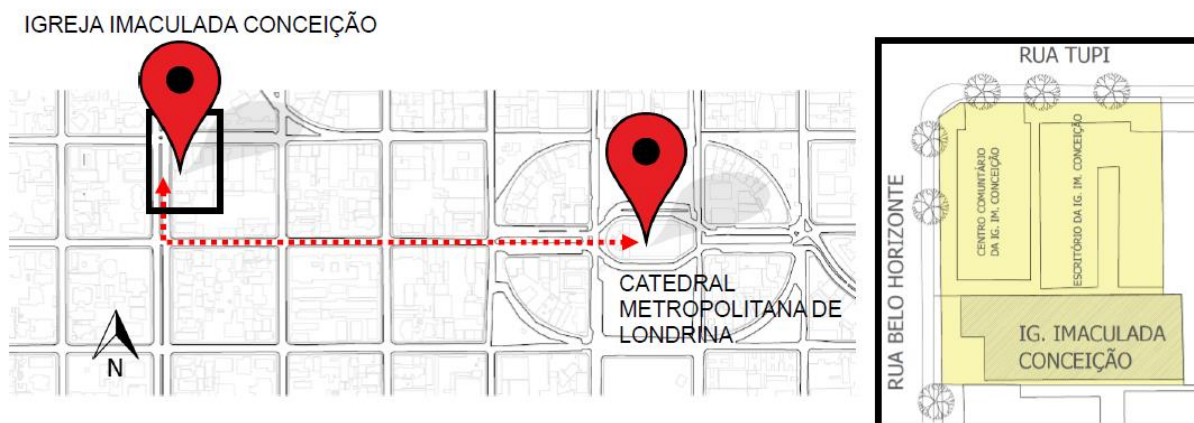 IGREJA IMACULADA CONCEIÇÃO
CATEDRAL
METROPOLITANA DE
LONDRINA
N
RUA TUPI
RUA BELO HORIZONTE
CENTRO COMUNTÁRIO
DA IG. IM. CONCEIÇÃO
ESCRITÓRIO DA IG. IM. CONCEIÇÃO
IG. IMACULADA
CONCEIÇÃO